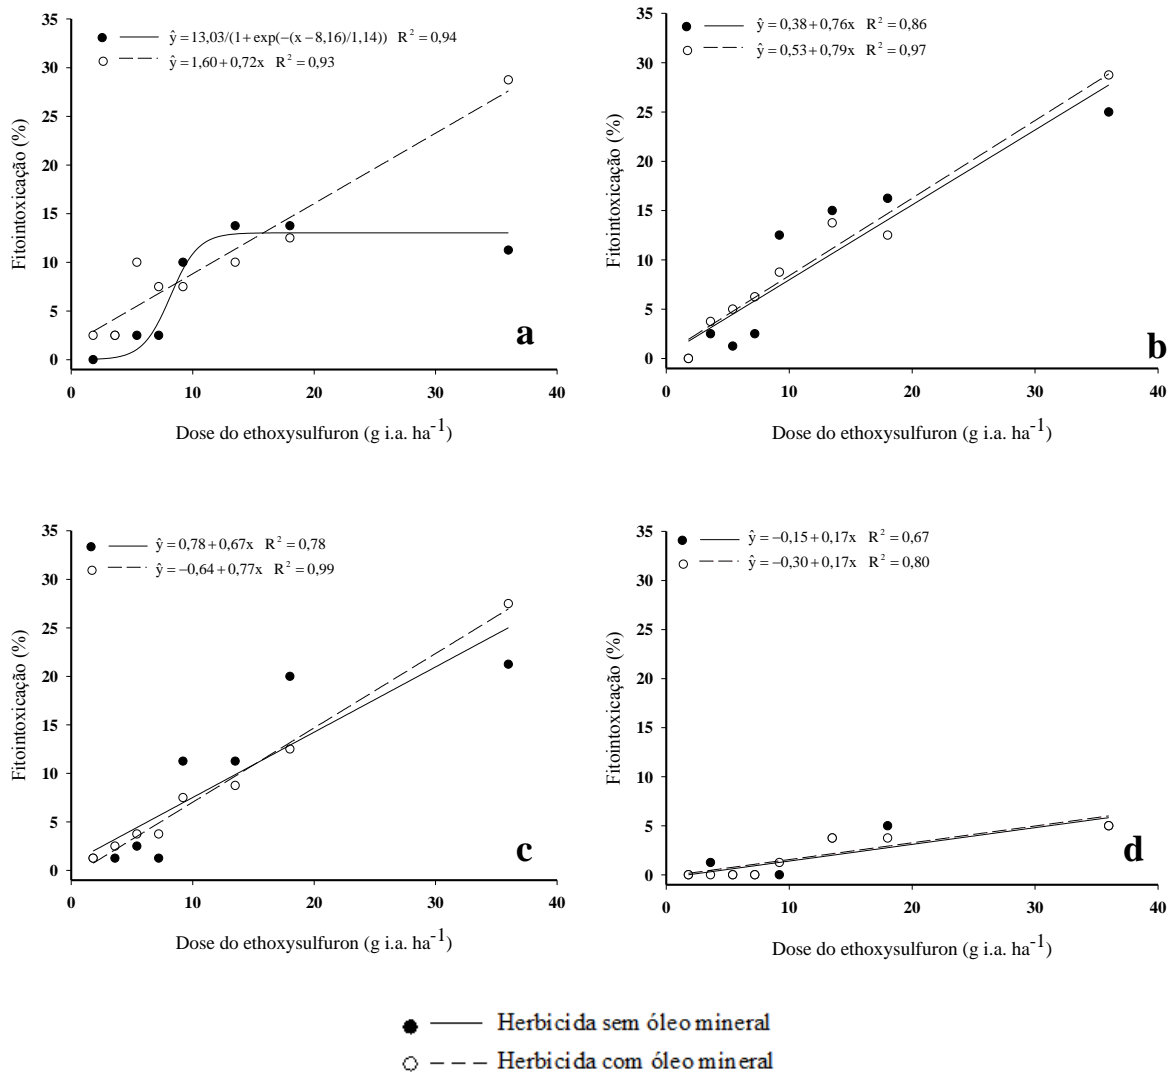 ŷ = 13,03/(1 + exp(−(x − 8,16)/1,14)) R² = 0,94
ŷ = 1,60 + 0,72x R² = 0,93
35
30
25
20
15
10
5
0
Fitointoxicação (%)
a
0 10 20 30 40
Dose do ethoxysulfuron (g i.a. ha⁻¹)
ŷ = 0,38 + 0,76x R² = 0,86
ŷ = 0,53 + 0,79x R² = 0,97
35
30
25
20
15
10
5
0
Fitointoxicação (%)
b
0 10 20 30 40
Dose do ethoxysulfuron (g i.a. ha⁻¹)
ŷ = 0,78 + 0,67x R² = 0,78
ŷ = −0,64 + 0,77x R² = 0,99
35
30
25
20
15
10
5
0
Fitointoxicação (%)
c
0 10 20 30 40
Dose do ethoxysulfuron (g i.a. ha⁻¹)
ŷ = −0,15 + 0,17x R² = 0,67
ŷ = −0,30 + 0,17x R² = 0,80
35
30
25
20
15
10
5
0
Fitointoxicação (%)
d
0 10 20 30 40
Dose do ethoxysulfuron (g i.a. ha⁻¹)
Herbicida sem óleo mineral
Herbicida com óleo mineral